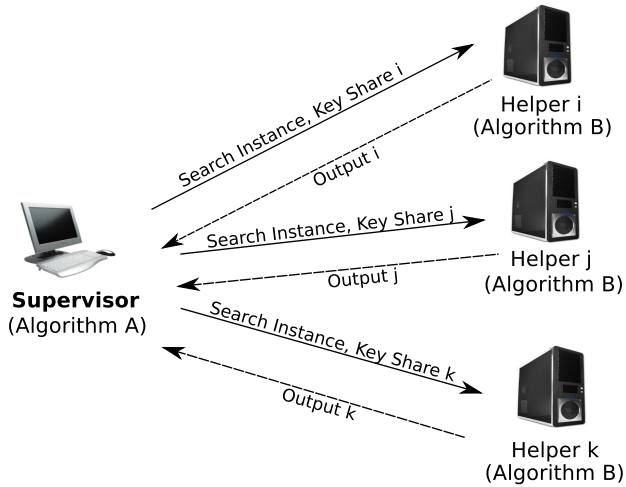 Helper i
(Algorithm B)
Search Instance, Key Share i
Output i
Search Instance, Key Share j
Helper j
(Algorithm B)
Output j
Supervisor
(Algorithm A)
Search Instance, Key Share k
Output k
Helper k
(Algorithm B)